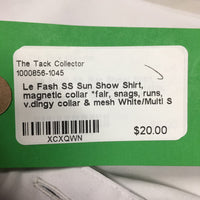 The Tack Collector
1000856-1045
Le Fash SS Sun Show Shirt,
magnetic collar *fair, snags, runs,
v.dingy collar & mesh White/Multi S
$20.00
XCXQWN